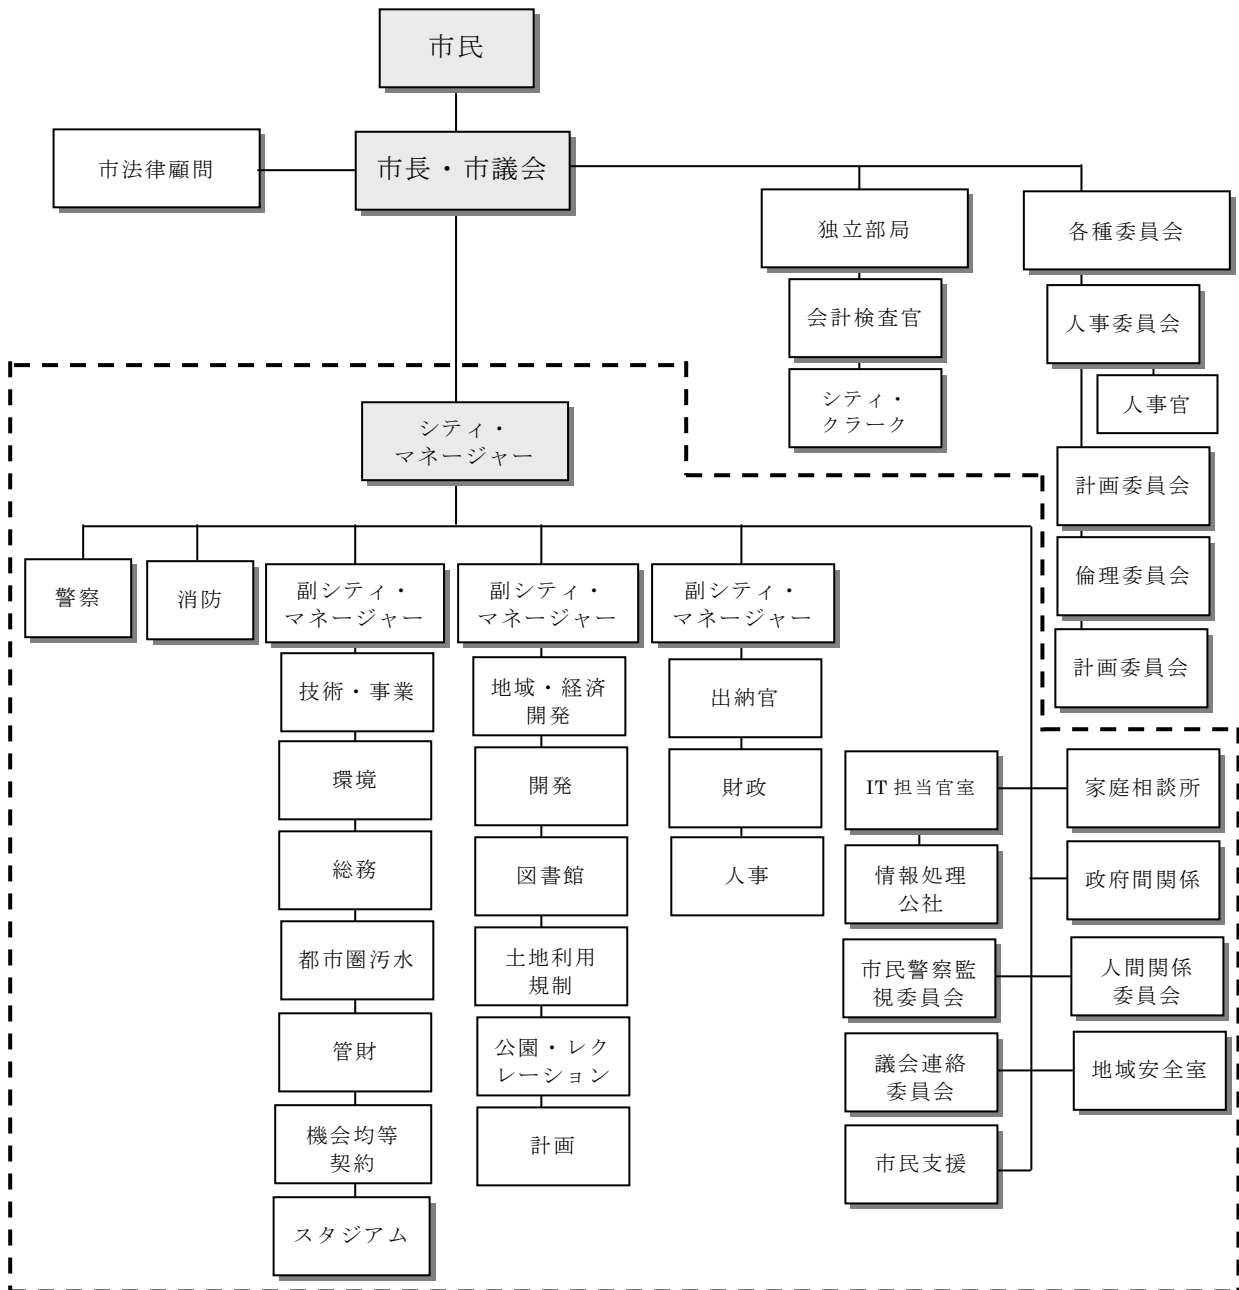 市民
市法律顧問
市長・市議会
独立部局
各種委員会
会計検査官
人事委員会
シティ・
クラーク
人事官
シティ・
マネージャー
計画委員会
倫理委員会
計画委員会
警察
消防
副シティ・
マネージャー
副シティ・
マネージャー
副シティ・
マネージャー
技術・事業
環境
総務
都市圏汚水
管財
機会均等
契約
スタジアム
地域・経済
開発
開発
図書館
土地利用
規制
公園・レク
レーション
計画
出納官
財政
人事
IT 担当官室
家庭相談所
情報処理
公社
政府間関係
市民警察監
視委員会
人間関係
委員会
議会連絡
委員会
地域安全室
市民支援